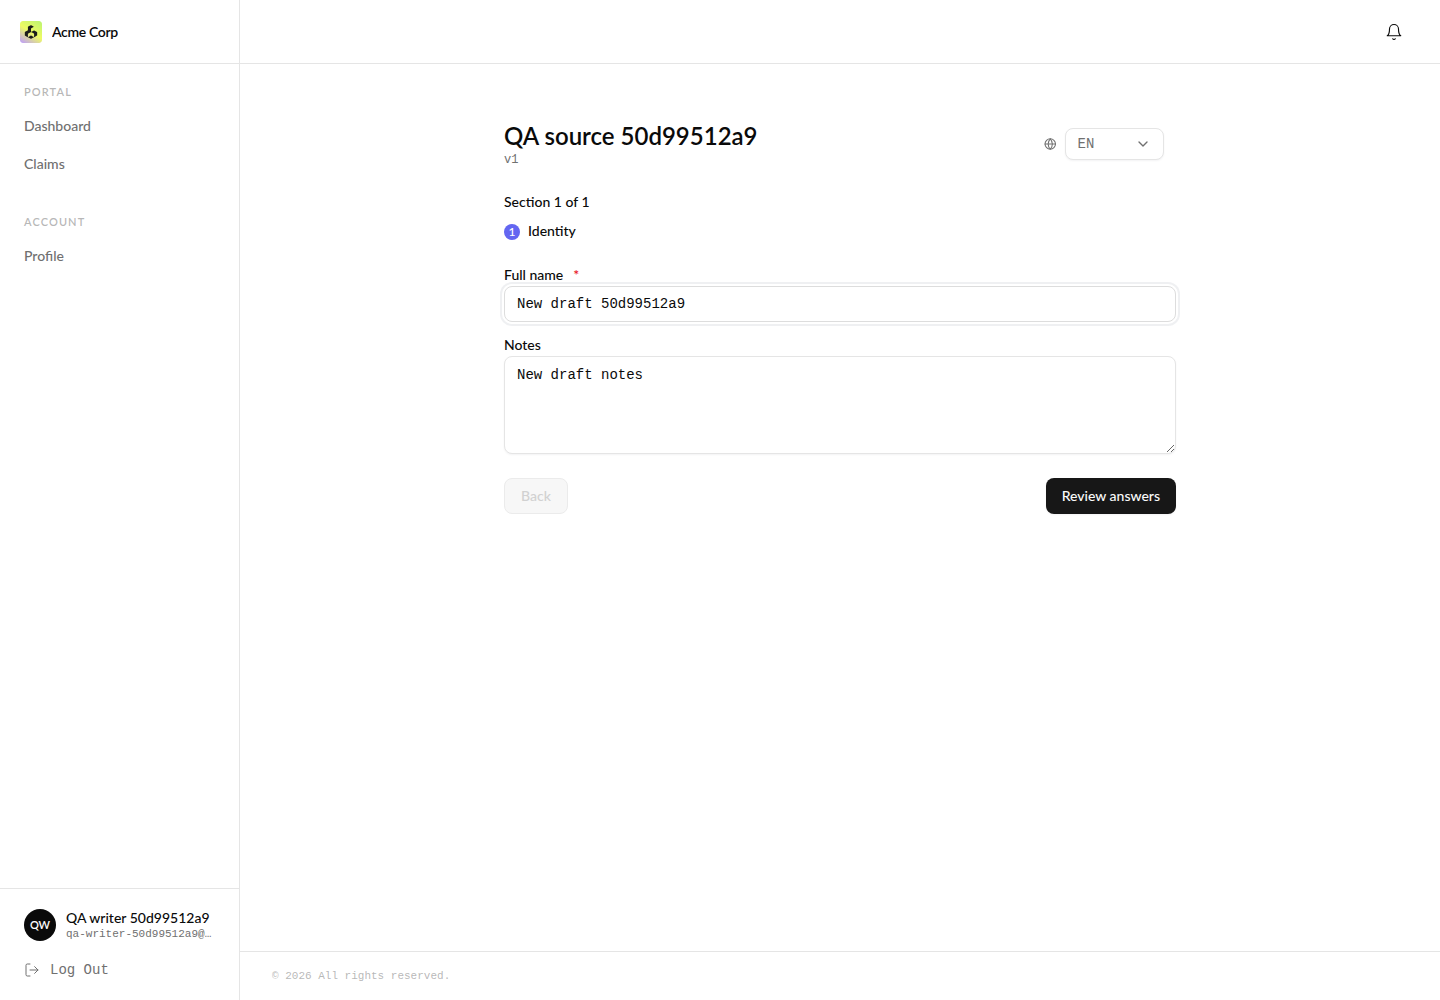 Acme Corp
PORTAL
Dashboard
Claims
ACCOUNT
Profile
QA source 50d99512a9
v1
EN
Section 1 of 1
1 Identity
Full name *
New draft 50d99512a9
Notes
New draft notes
Back
Review answers
QW
QA writer 50d99512a9
qa-writer-50d99512a9@…
Log Out
© 2026 All rights reserved.